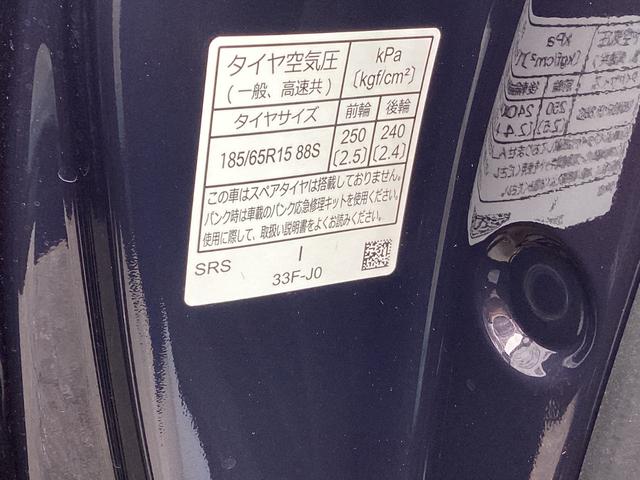 タイヤ空気圧
(一般、高速共)
kPa
〔kgf/cm²〕
タイヤサイズ 前輪 後輪
185/65R15 88S 250 〔2.5〕 240 〔2.4〕
この車はスペアタイヤは搭載しておりません。
パンク時は車載のパンク応急修理キットを使用ください。
使用に際して、取扱い説明書をよくお読みください。
SRS I
33F-J0